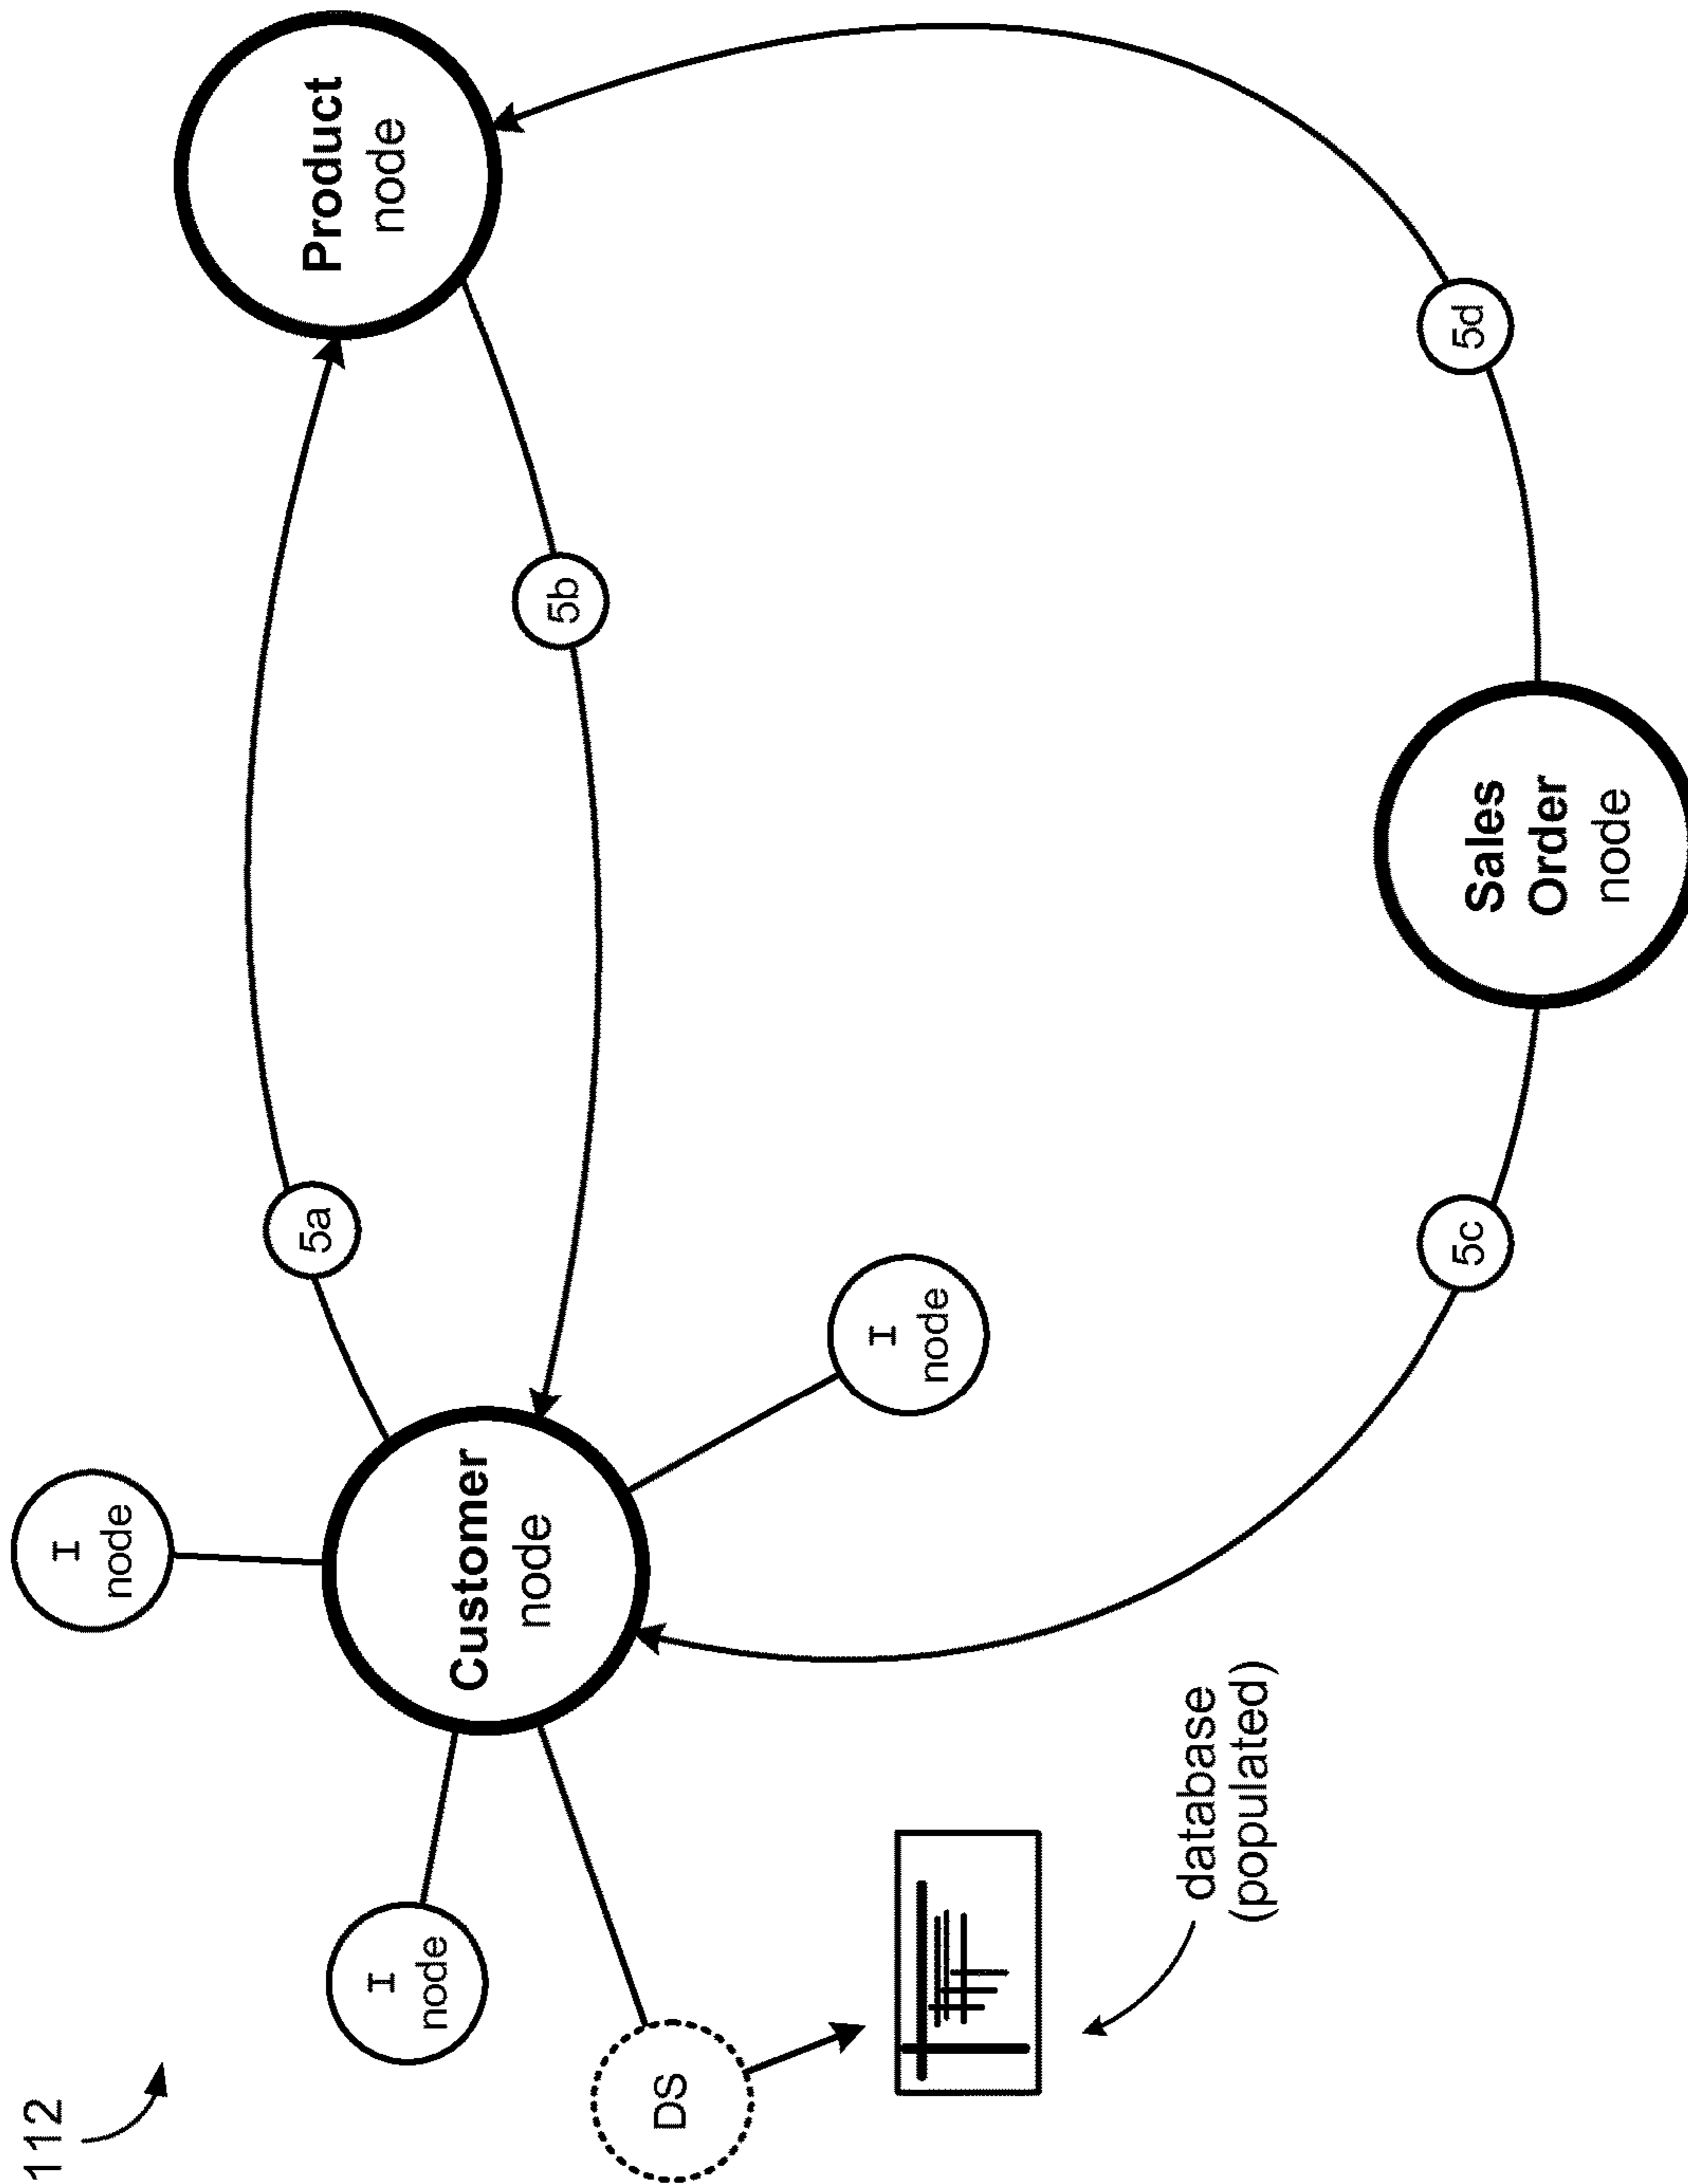 112
I
node
I
node
5a
Product
node
Customer
node
5b
DS
I
node
database
(populated)
5c
5d
Sales
Order
node